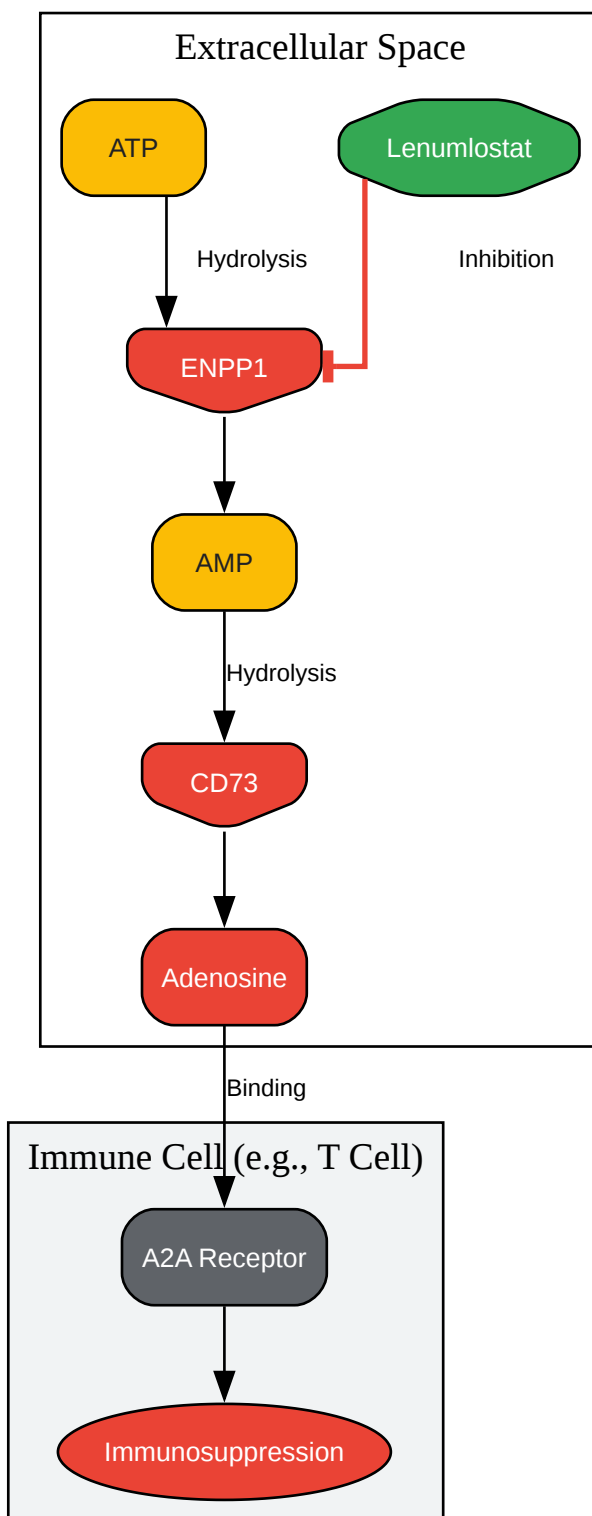 Extracellular Space
ATP
Lenumlostat
Hydrolysis
Inhibition
ENPP1
AMP
Hydrolysis
CD73
Adenosine
Binding
Immune Cell (e.g., T Cell)
A2A Receptor
Immunosuppression